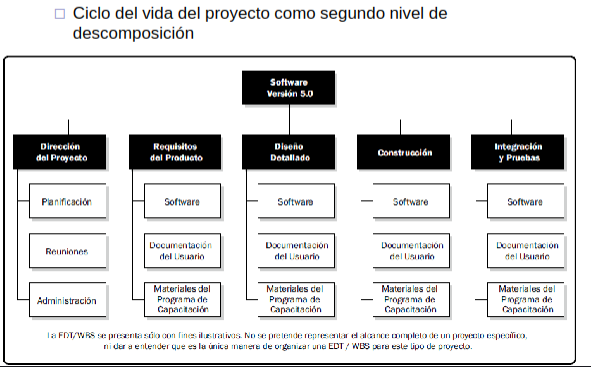 Ciclo del vida del proyecto como segundo nivel de
descomposición
Software
Versión 5.0
Dirección
del Proyecto
Requisitos
del Producto
Diseño
Detallado
Construcción
Integración
y Pruebas
Planificación
Software
Software
Software
Software
Reuniones
Documentación
del Usuario
Documentación
del Usuario
Documentación
del Usuario
Documentación
del Usuario
Administración
Materiales del
Programa de
Capacitación
Materiales del
Programa de
Capacitación
Materiales del
Programa de
Capacitación
Materiales del
Programa de
Capacitación
La EDT/WBS se presenta sólo con fines ilustrativos. No se pretende representar el alcance completo de un proyecto específico,
ni dar a entender que es la única manera de organizar una EDT / WBS para este tipo de proyecto.